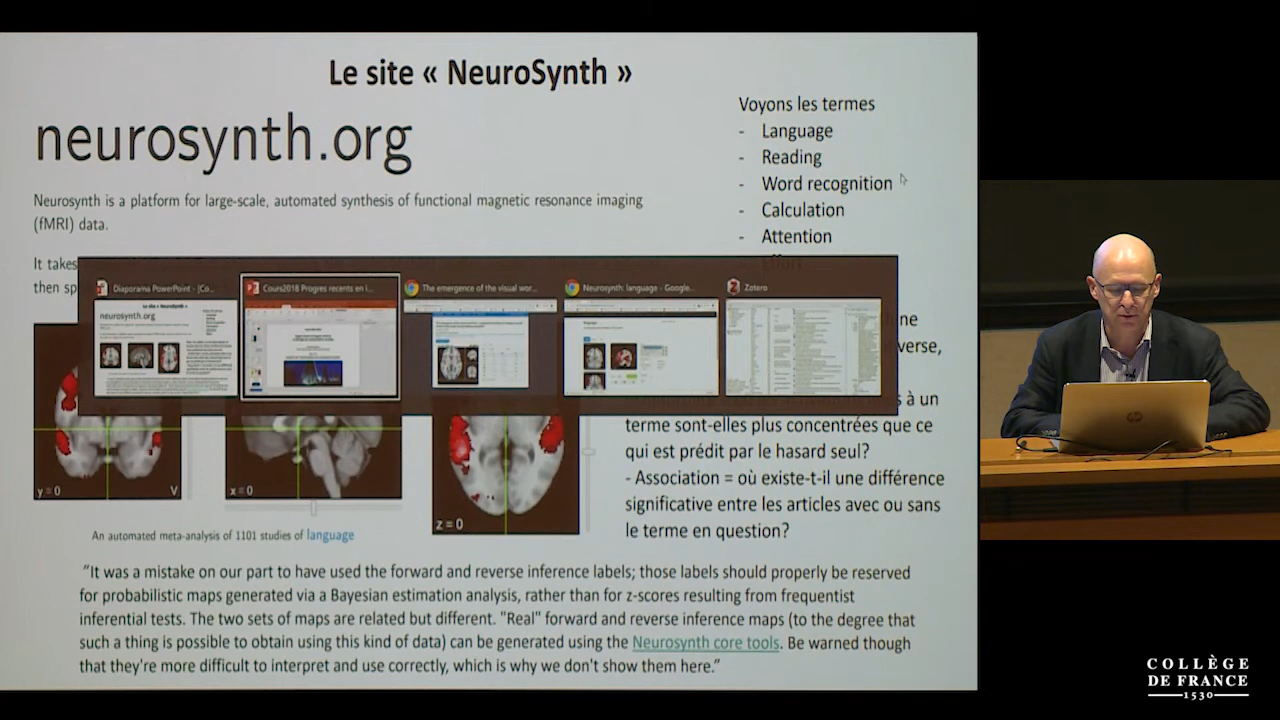 Le site « NeuroSynth »
neurosynth.org
Neurosynth is a platform for large-scale, automated synthesis of functional magnetic resonance imaging
(fMRI) data.
It takes
then sp
Voyons les termes
- Language
- Reading
- Word recognition
- Calculation
- Attention
- Effort
Diaporama PowerPoint - [Co...
Cours2018 Progres recents en i...
The emergence of the visual wor...
Neurosynth: language - Google...
Zotero
Le site « NeuroSynth »
neurosynth.org
ne
verse,
s à un
terme sont-elles plus concentrées que ce
qui est prédit par le hasard seul?
- Association = où existe-t-il une différence
significative entre les articles avec ou sans
le terme en question?
y=0
V
x=0
z=0
An automated meta-analysis of 1101 studies of language
"It was a mistake on our part to have used the forward and reverse inference labels; those labels should properly be reserved
for probabilistic maps generated via a Bayesian estimation analysis, rather than for z-scores resulting from frequentist
inferential tests. The two sets of maps are related but different. "Real" forward and reverse inference maps (to the degree that
such a thing is possible to obtain using this kind of data) can be generated using the Neurosynth core tools. Be warned though
that they're more difficult to interpret and use correctly, which is why we don't show them here."
hp
COLLÈGE
DE FRANCE
1530